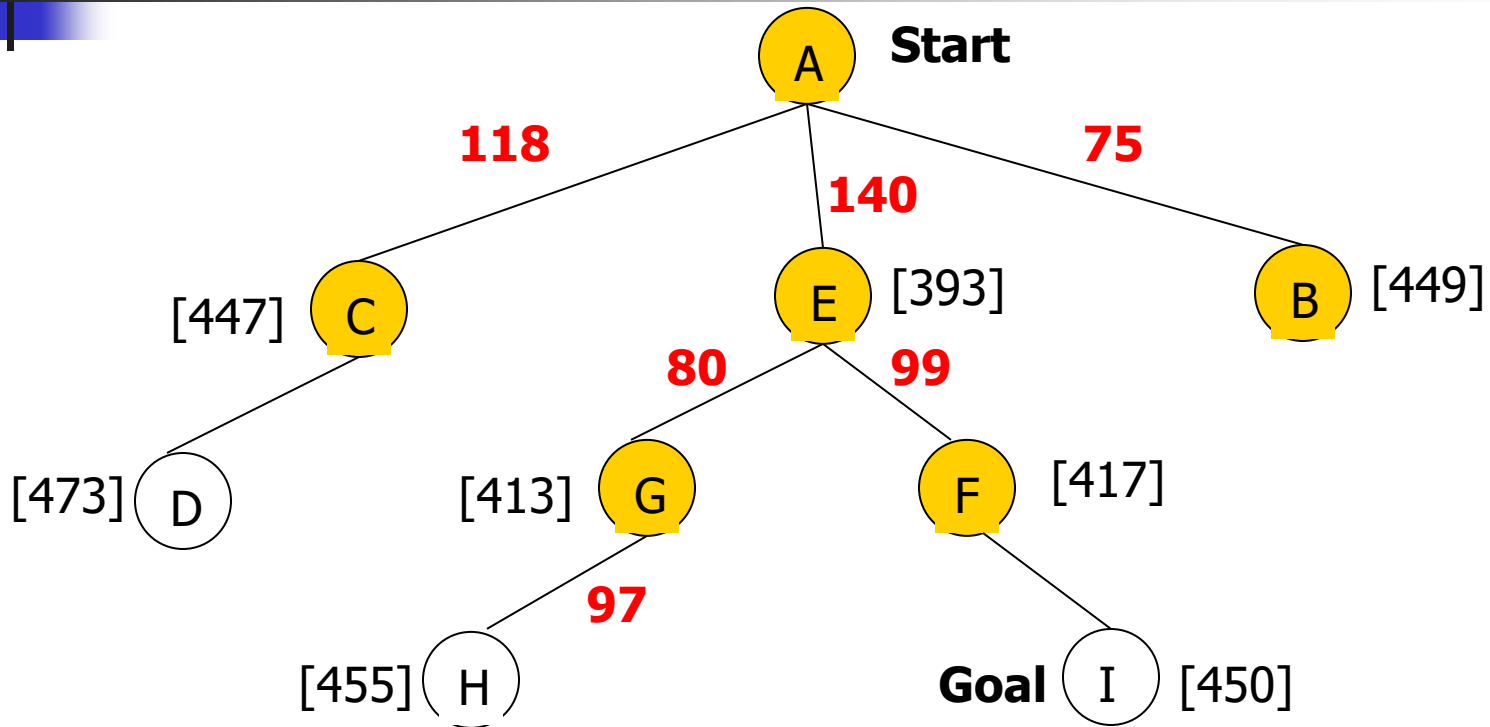 A Start
118 75
140
[447] C E [393] B [449]
80 99
[473] D [413] G F [417]
97
[455] H Goal I [450]